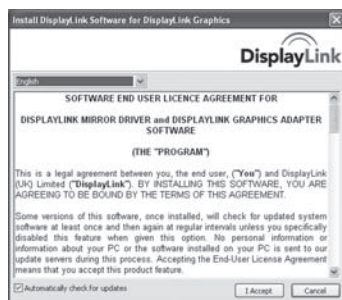 Install DisplayLink Software for DisplayLink Graphics
DisplayLink
English
SOFTWARE END USER LICENCE AGREEMENT FOR
DISPLAYLINK MIRROR DRIVER and DISPLAYLINK GRAPHICS ADAPTER
SOFTWARE
(THE "PROGRAM")
This is a legal agreement between you, the end user, ("You") and DisplayLink
(UK) Limited ("DisplayLink"). BY INSTALLING THIS SOFTWARE, YOU ARE
AGREEING TO BE BOUND BY THE TERMS OF THIS AGREEMENT.
Some versions of this software, once installed, will check for updated system
software at least once and then again at regular intervals unless you specifically
disabled this feature when given this option. No personal information or
information about your PC or the software installed on your PC is sent to our
update servers during this process. Accepting the End-User License Agreement
means that you accept this product feature.
Automatically check for updates
I Accept
Cancel